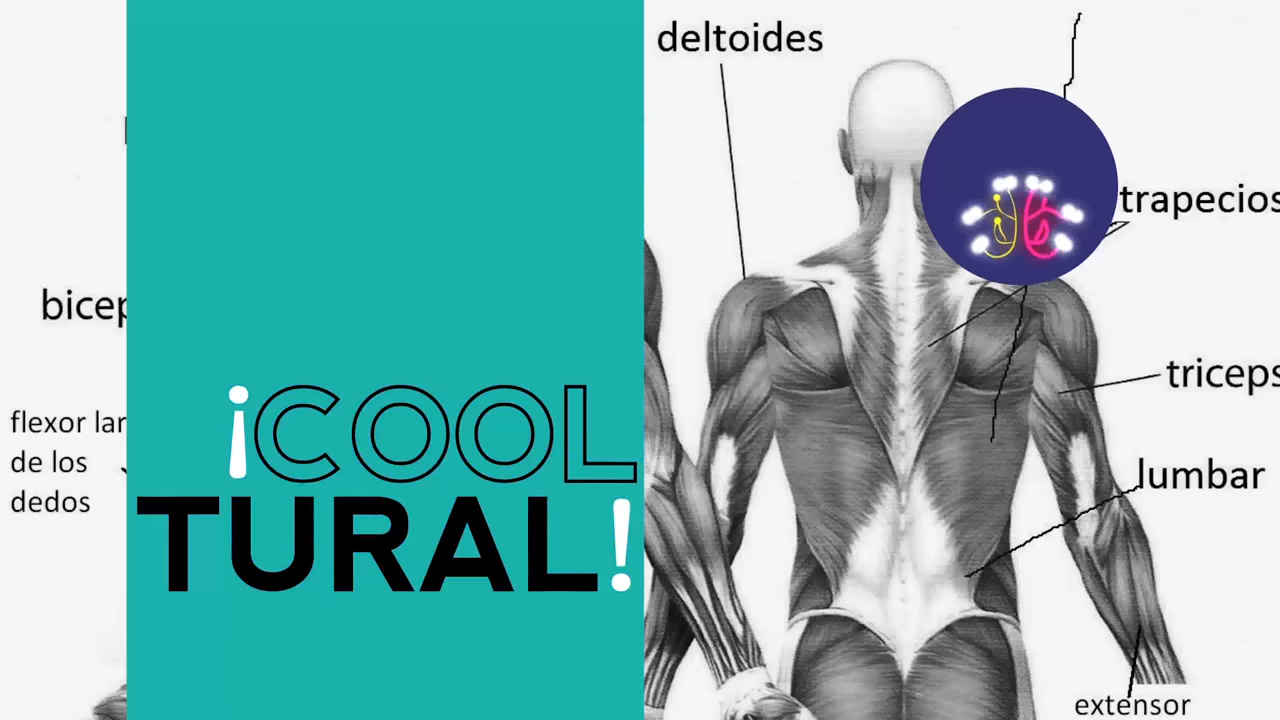 deltoides
trapecios
bicep
triceps
flexor lar
de los
dedos
¡COOL
TURAL!
lumbar
extensor